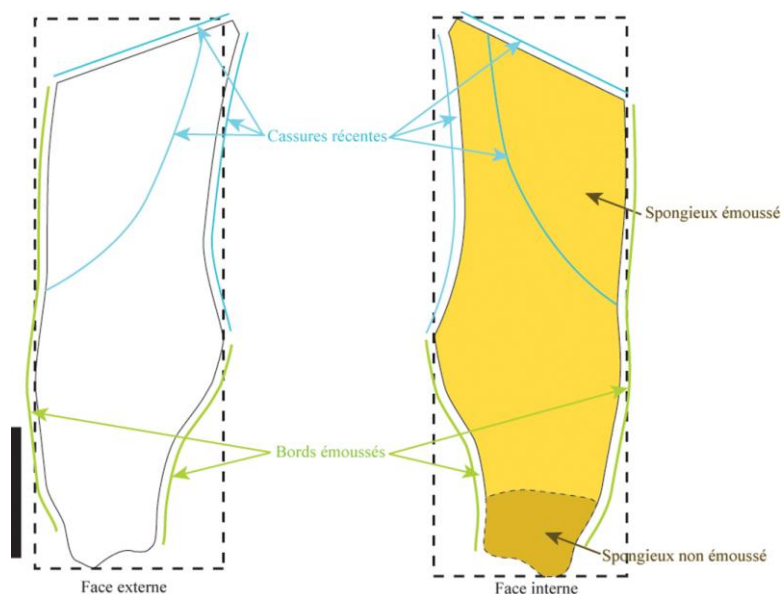 Cassures récentes
Spongieux émoussé
Bords émoussés
Spongieux non émoussé
Face externe
Face interne